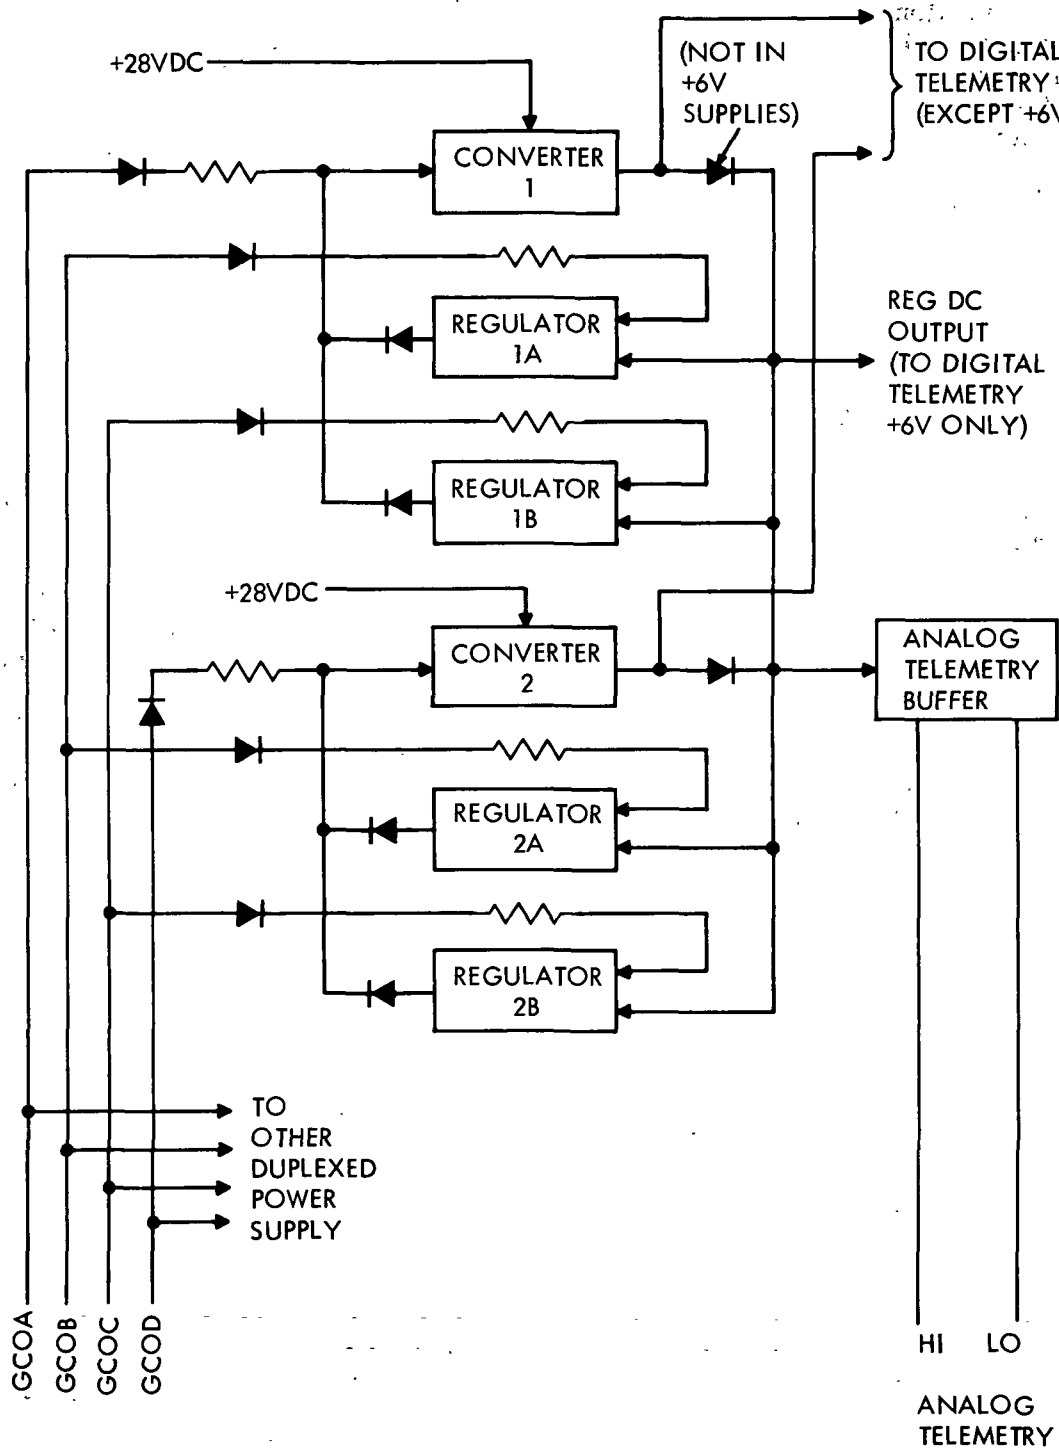 +28VDC
(NOT IN
+6V
SUPPLIES)
TO DIGITAL
TELEMETRY
(EXCEPT +6V
CONVERTER
1
REGULATOR
1A
REG DC
OUTPUT
(TO DIGITAL
TELEMETRY
+6V ONLY)
REGULATOR
1B
+28VDC
CONVERTER
2
ANALOG
TELEMETRY
BUFFER
REGULATOR
2A
REGULATOR
2B
TO
OTHER
DUPLEXED
POWER
SUPPLY
GCOA
GCOB
GCOC
GCOD
HI
LO
ANALOG
TELEMETRY